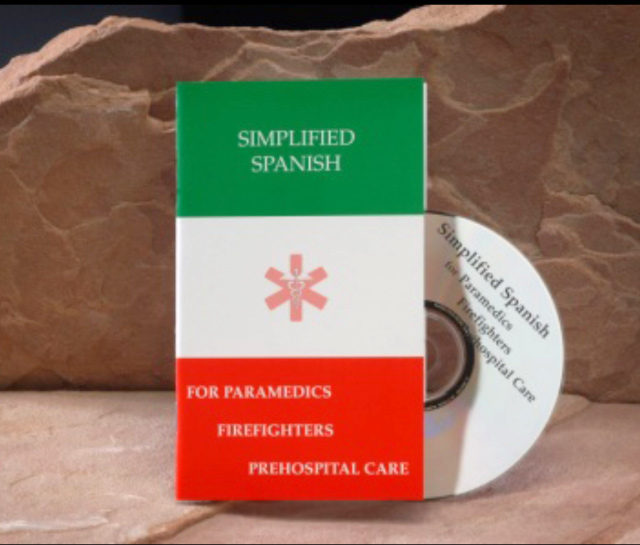 SIMPLIFIED
SPANISH
FOR PARAMEDICS
FIREFIGHTERS
PREHOSPITAL CARE
Simplified Spanish
for Paramedics
Firefighters
Prehospital Care